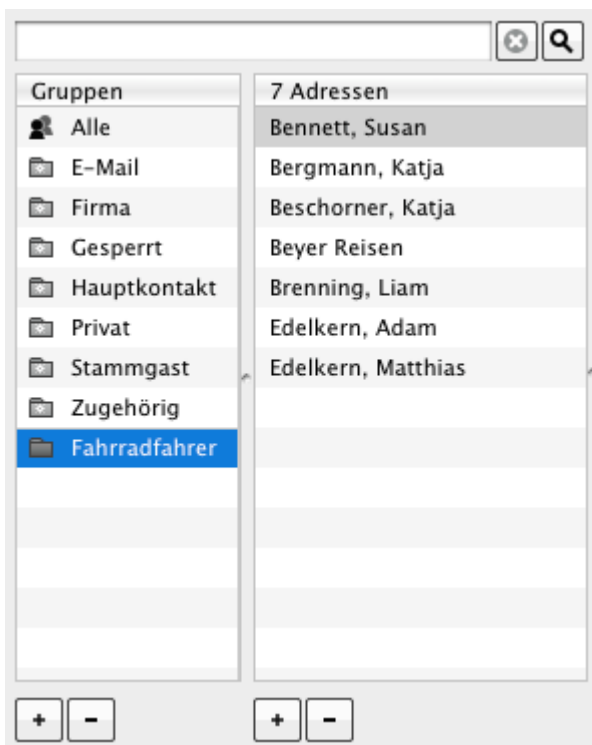 Gruppen
Alle
E-Mail
Firma
Gesperrt
Hauptkontakt
Privat
Stammgast
Zugehörig
Fahrradfahrer
7 Adressen
Bennett, Susan
Bergmann, Katja
Beschorner, Katja
Beyer Reisen
Brenning, Liam
Edelkern, Adam
Edelkern, Matthias